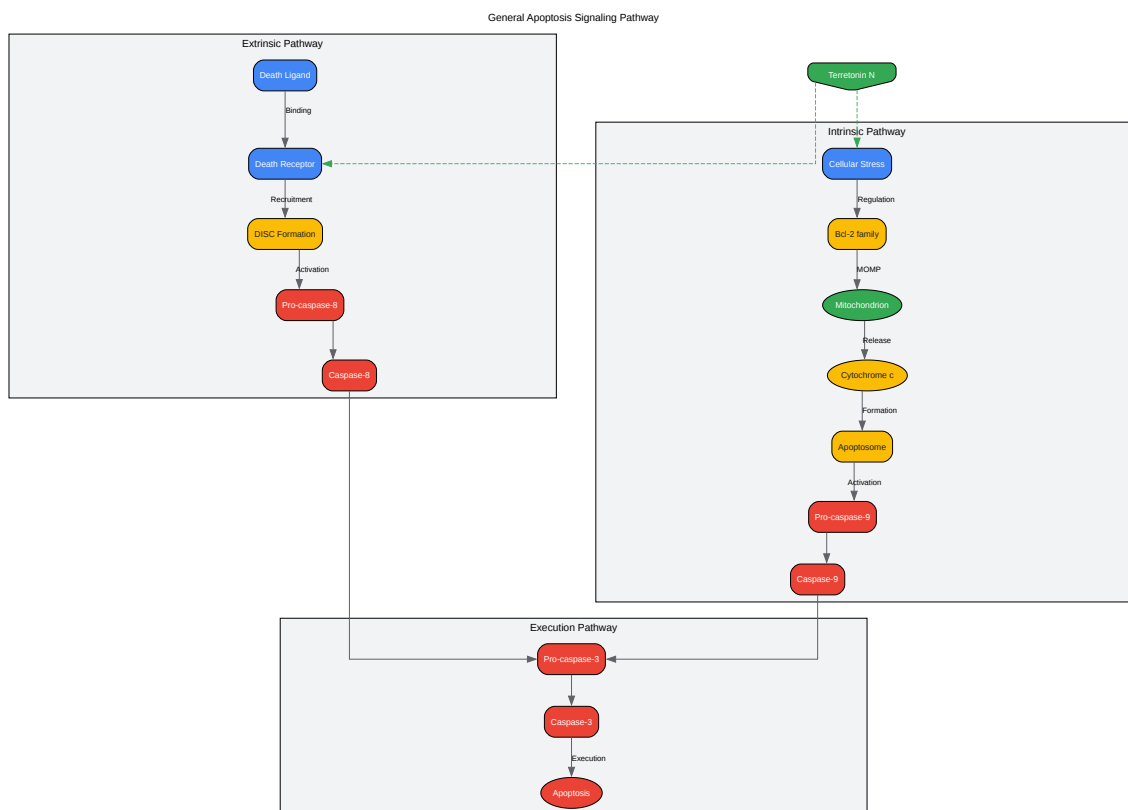 General Apoptosis Signaling Pathway
Extrinsic Pathway
Death Ligand
Binding
Death Receptor
Recruitment
DISC Formation
Activation
Pro-caspase-8
Caspase-8
Terretonin N
Intrinsic Pathway
Cellular Stress
Regulation
Bcl-2 family
MOMP
Mitochondrion
Release
Cytochrome c
Formation
Apoptosome
Activation
Pro-caspase-9
Caspase-9
Execution Pathway
Pro-caspase-3
Caspase-3
Execution
Apoptosis